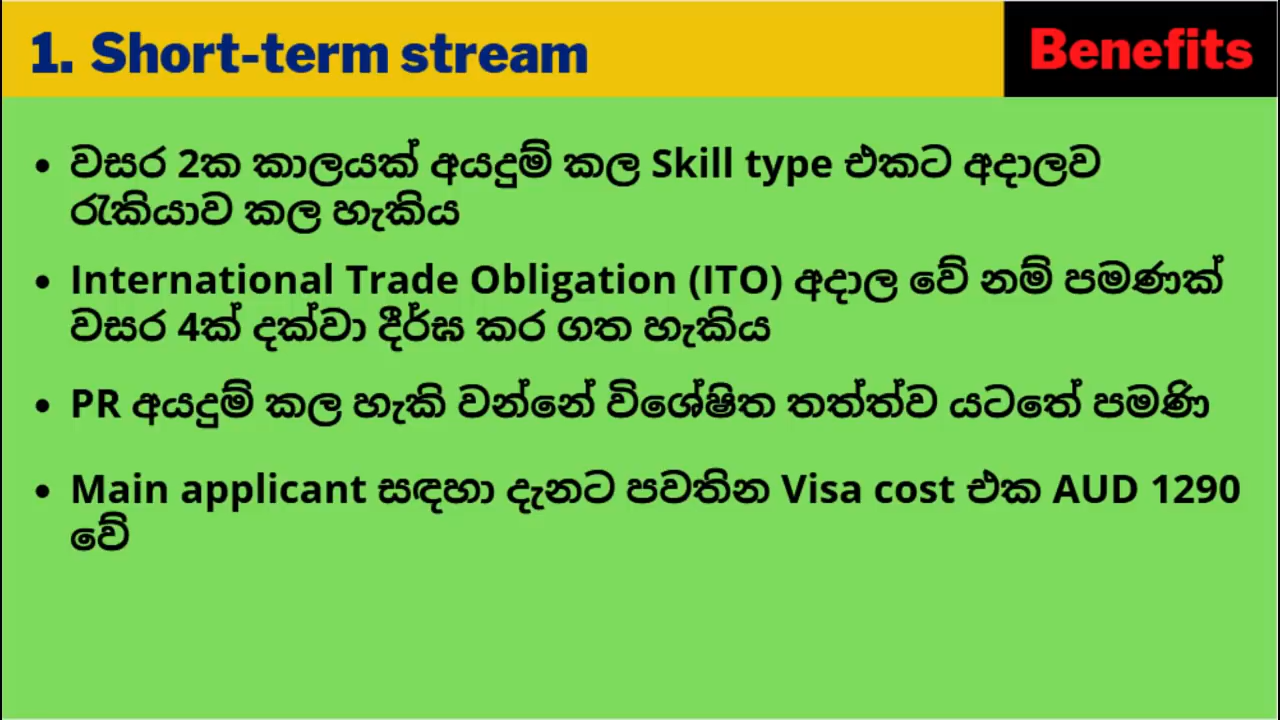 1. Short-term stream
Benefits
• වසර 2ක කාලයක් අයදුම් කල Skill type එකට අදාලව
රැකියාව කල හැකිය
• International Trade Obligation (ITO) අදාල වේ නම් පමණක්
වසර 4ක් දක්වා දීර්ඝ කර ගත හැකිය
• PR අයදුම් කල හැකි වන්නේ විශේෂිත තත්ත්ව යටතේ පමණි
• Main applicant සඳහා දැනට පවතින Visa cost එක AUD 1290
වේ